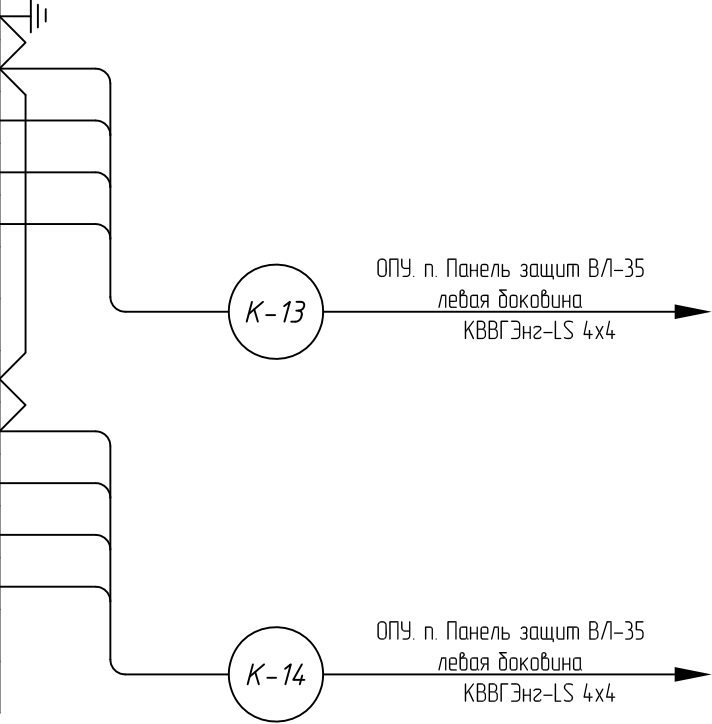 ОПУ. п. Панель защит ВЛ-35
левая боковина
К-13
КВВГЭнг-LS 4х4
ОПУ. п. Панель защит ВЛ-35
левая боковина
К-14
КВВГЭнг-LS 4х4